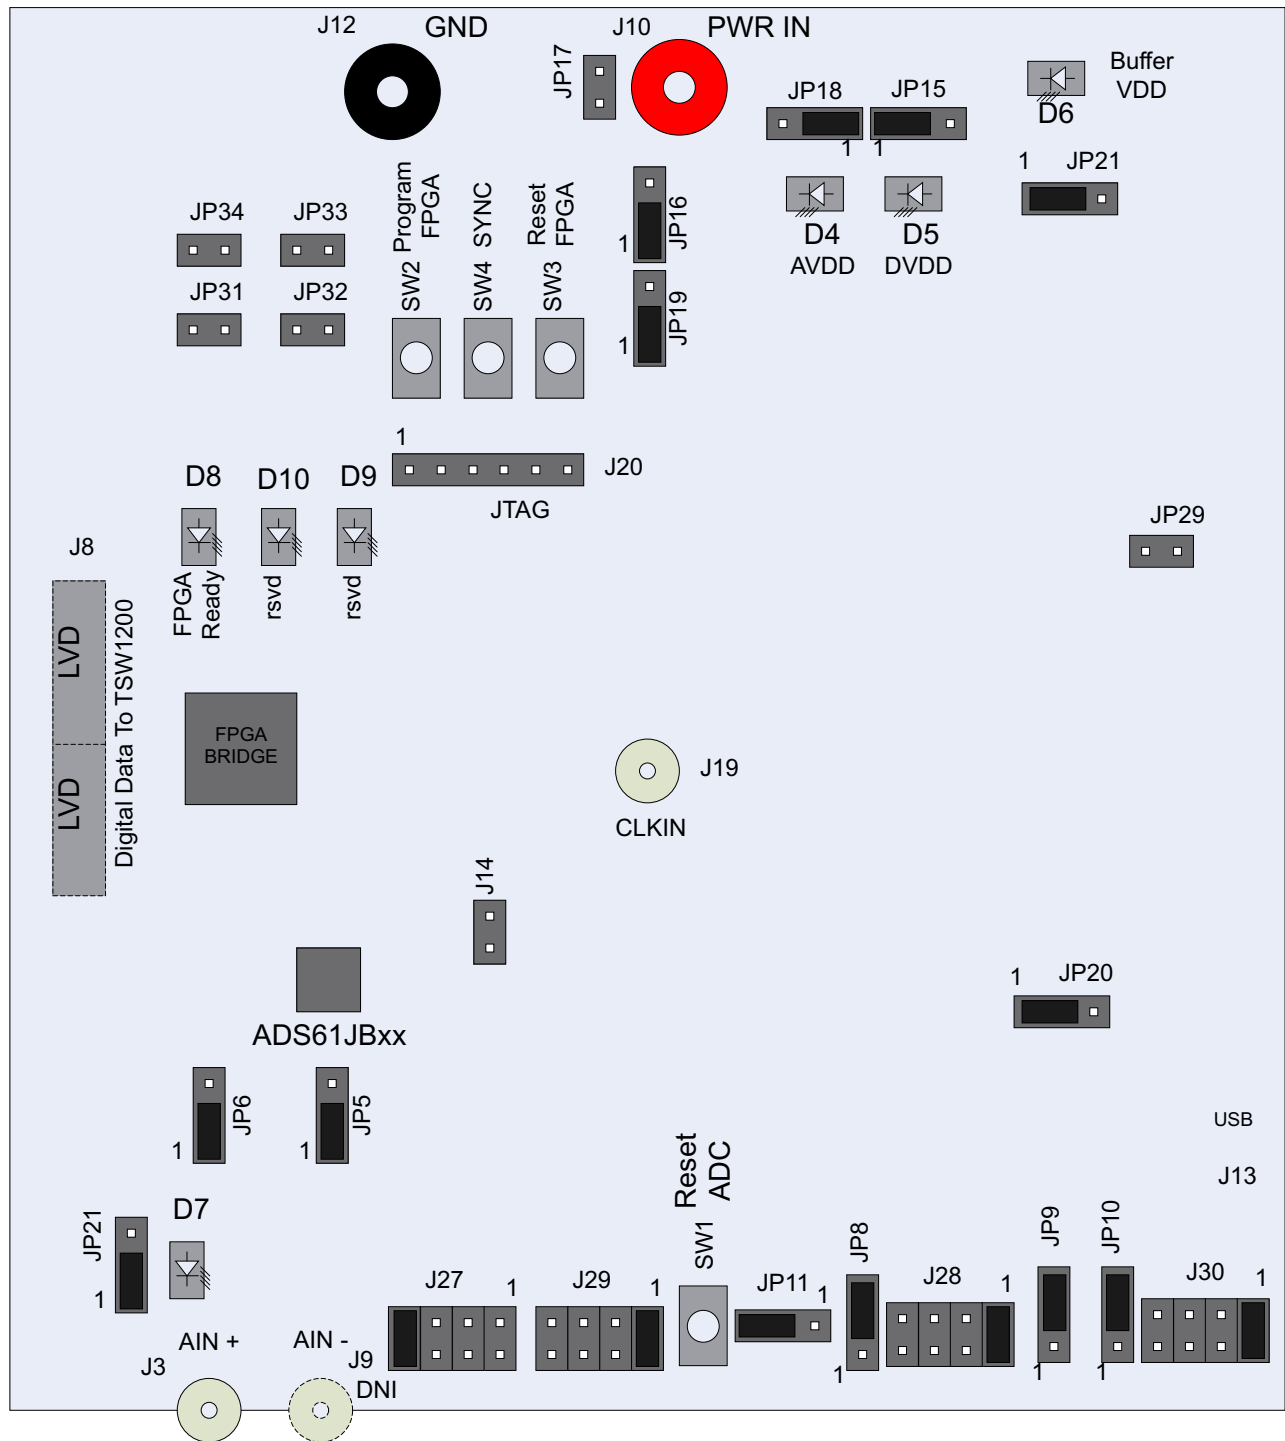 J12
GND
J10
PWR IN
JP17
JP18
JP15
1
1
Buffer
VDD
D6
1
JP21
D4
AVDD
D5
DVDD
JP34
JP33
JP31
JP32
Program
FPGA
SW2
SYNC
SW4
Reset
FPGA
SW3
1
JP16
1
JP19
1
J20
JTAG
D8
D10
D9
FPGA
Ready
rsvd
rsvd
J8
LVD
LVD
Digital Data To TSW1200
JP29
FPGA
BRIDGE
J19
CLKIN
J14
ADS61JBxx
1
JP20
JP6
1
JP5
1
USB
J13
Reset
ADC
SW1
JP21
1
D7
J27
1
J29
1
JP11
1
JP8
1
J28
1
JP9
1
JP10
1
J30
1
AIN +
J3
AIN -
J9
DNI